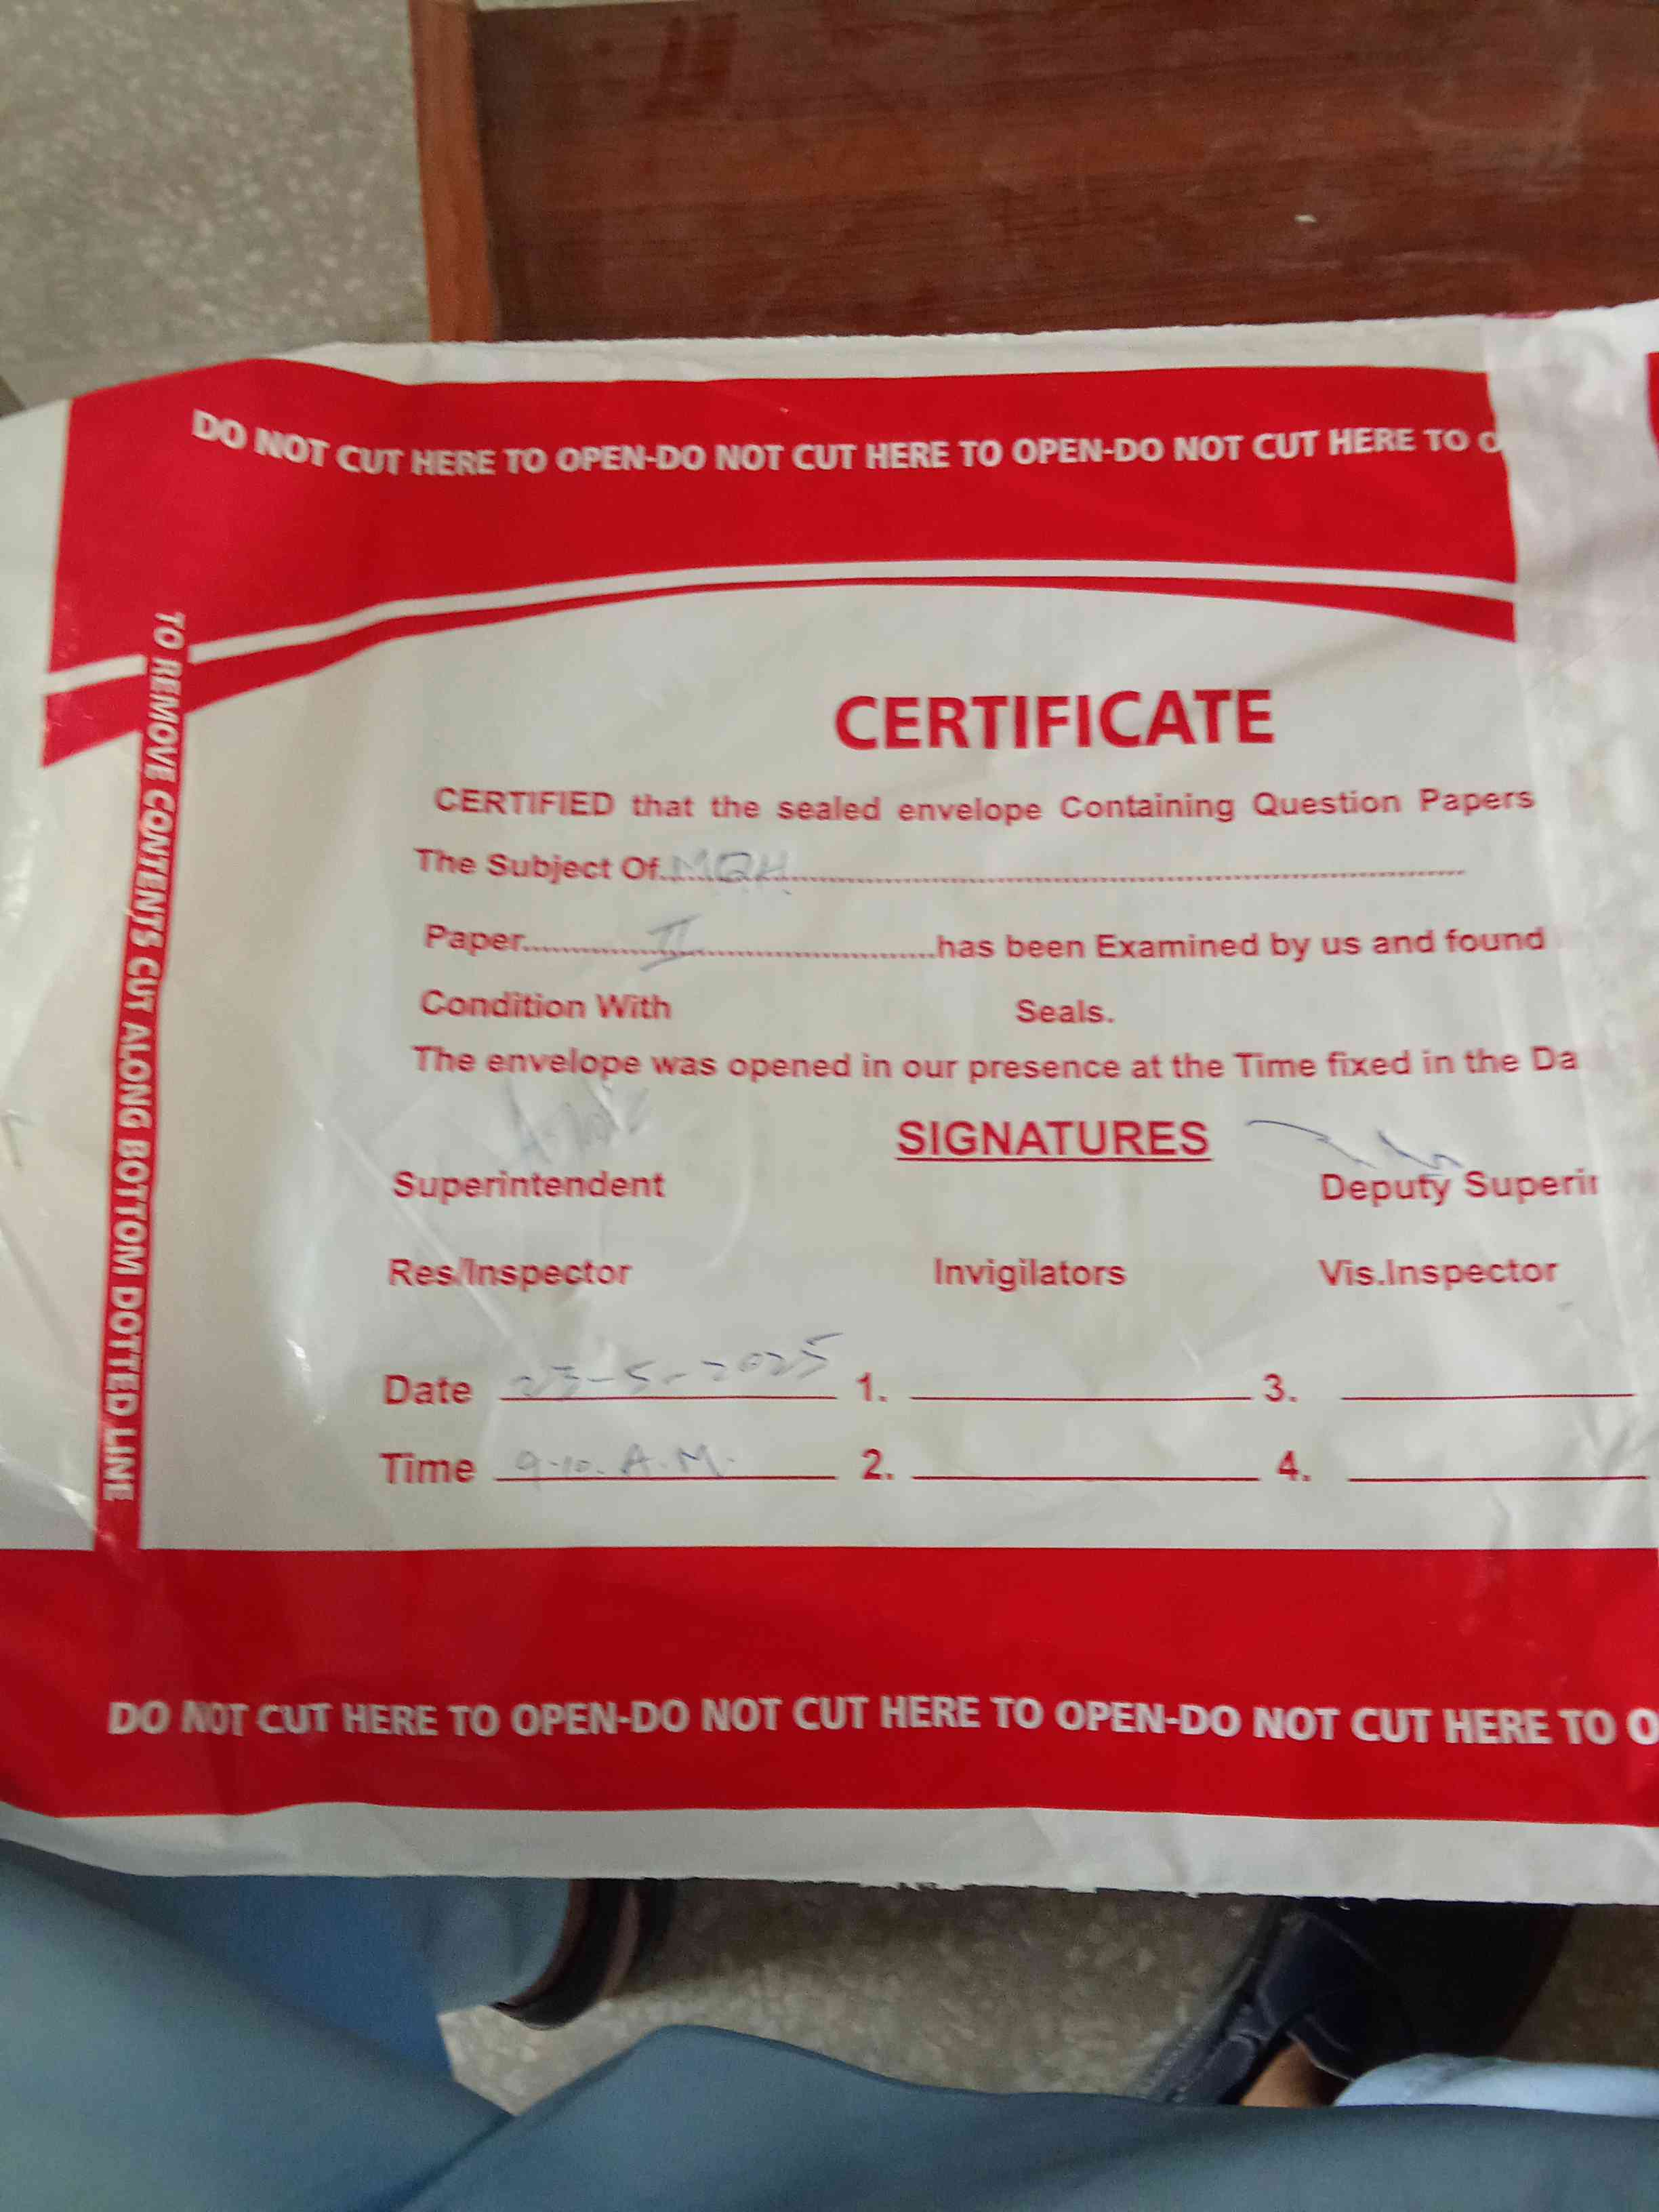 DO NOT CUT HERE TO OPEN-DO NOT CUT HERE TO OPEN-DO NOT CUT HERE TO O
TO REMOVE CONTENTS CUT ALONG BOTTOM DOTTED LINE
CERTIFICATE
CERTIFIED that the sealed envelope Containing Question Papers
The Subject Of MQH
Paper II has been Examined by us and found
Condition With Seals.
The envelope was opened in our presence at the Time fixed in the Da
SIGNATURES
Superintendent Deputy Superin
Res/Inspector Invigilators Vis.Inspector
Date 23-5-2025 1. 3.
Time 9-10. A.M. 2. 4.
DO NOT CUT HERE TO OPEN-DO NOT CUT HERE TO OPEN-DO NOT CUT HERE TO O